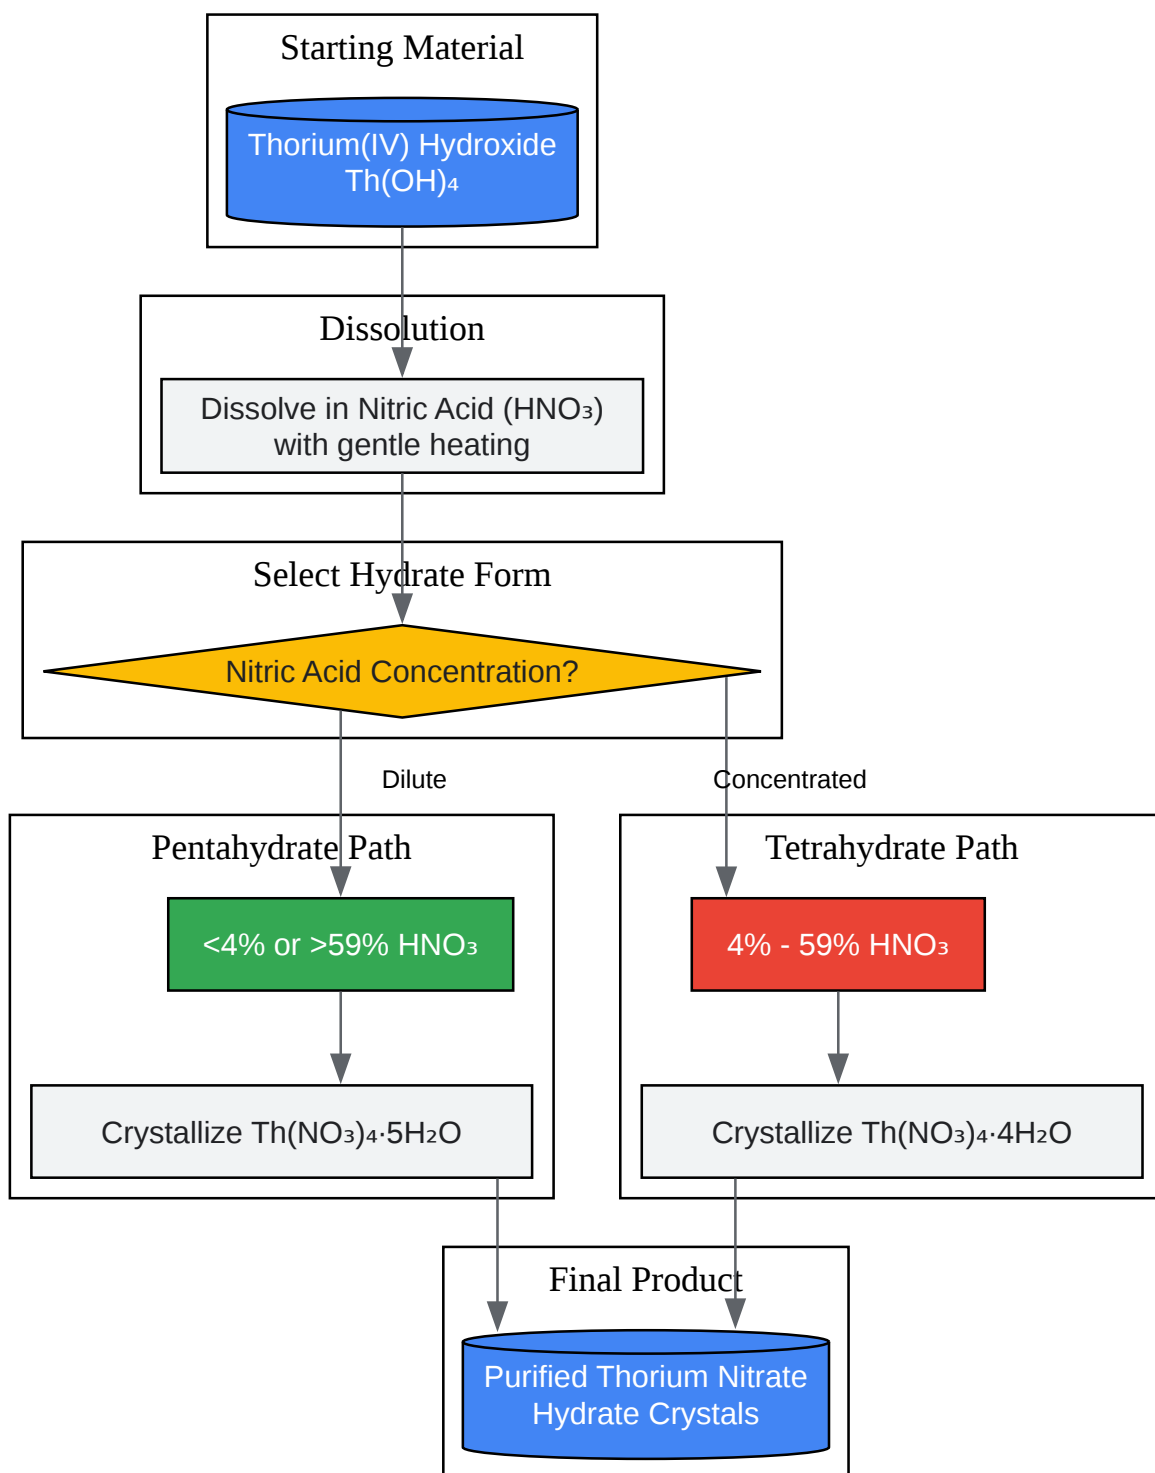 Starting Material
Thorium(IV) Hydroxide
Th(OH)₄
Dissolution
Dissolve in Nitric Acid (HNO₃)
with gentle heating
Select Hydrate Form
Nitric Acid Concentration?
Dilute
Concentrated
Pentahydrate Path
<4% or >59% HNO₃
Crystallize Th(NO₃)₄·5H₂O
Tetrahydrate Path
4% - 59% HNO₃
Crystallize Th(NO₃)₄·4H₂O
Final Product
Purified Thorium Nitrate
Hydrate Crystals